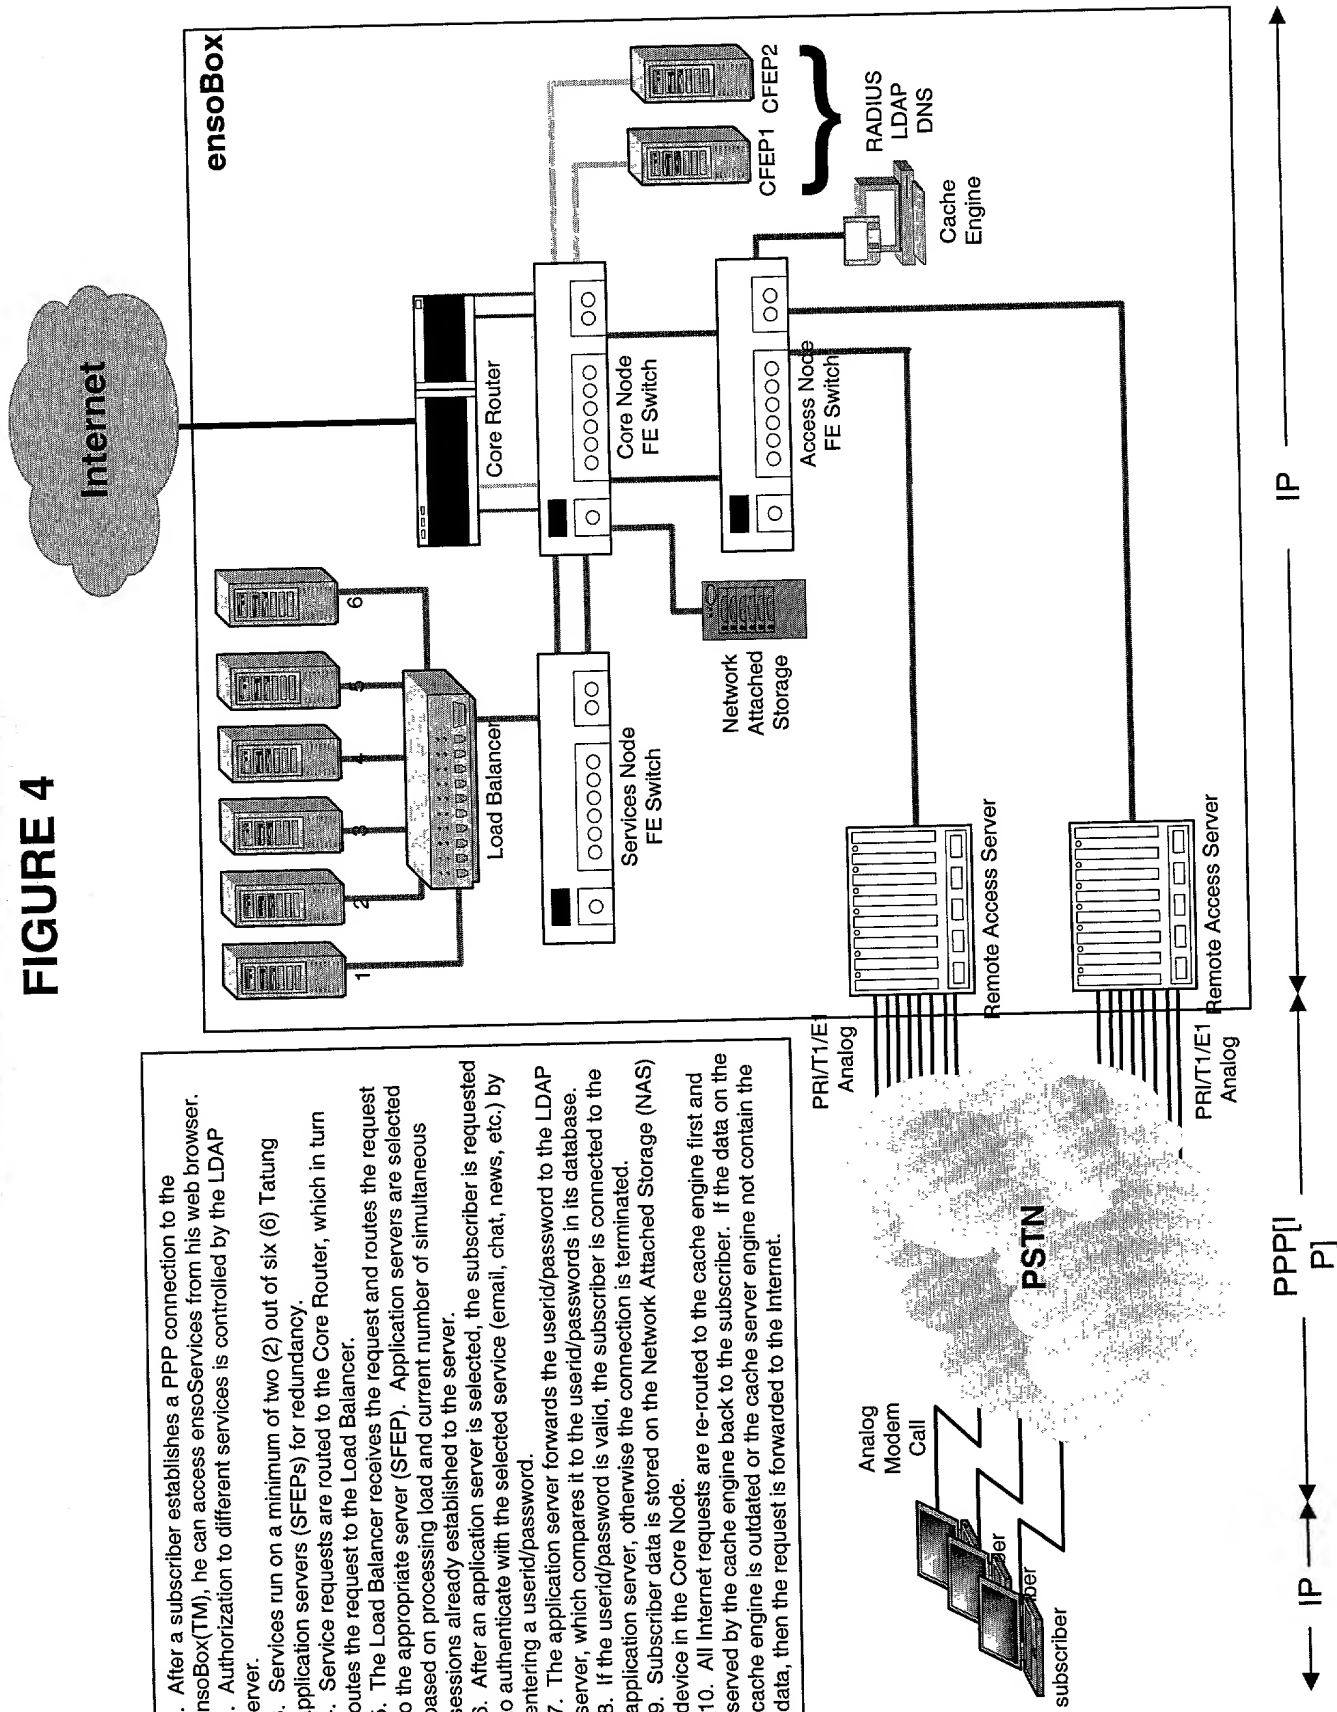 FIGURE 4
. After a subscriber establishes a PPP connection to the
nsoBox(TM), he can access ensoServices from his web browser.
. Authorization to different services is controlled by the LDAP
erver.
. Services run on a minimum of two (2) out of six (6) Tatung
pplication servers (SFEPs) for redundancy.
. Service requests are routed to the Core Router, which in turn
outes the request to the Load Balancer.
. The Load Balancer receives the request and routes the request
o the appropriate server (SFEP). Application servers are selected
based on processing load and current number of simultaneous
sessions already established to the server.
6. After an application server is selected, the subscriber is requested
o authenticate with the selected service (email, chat, news, etc.) by
entering a userid/password.
7. The application server forwards the userid/password to the LDAP
server, which compares it to the userid/passwords in its database.
8. If the userid/password is valid, the subscriber is connected to the
application server, otherwise the connection is terminated.
9. Subscriber data is stored on the Network Attached Storage (NAS)
device in the Core Node.
10. All Internet requests are re-routed to the cache engine first and
served by the cache engine back to the subscriber. If the data on the
cache engine is outdated or the cache server engine not contain the
data, then the request is forwarded to the Internet.
Internet
ensoBox
1
2
3
4
5
6
Load Balancer
Core Router
Services Node
FE Switch
Core Node
FE Switch
CFEP1
CFEP2
RADIUS
LDAP
DNS
Network
Attached
Storage
Access Node
FE Switch
Cache
Engine
PRI/T1/E1
Analog
Remote Access Server
PRI/T1/E1
Analog
Remote Access Server
PSTN
Analog
Modem
Call
subscriber
IP
PPP[I
P]
IP